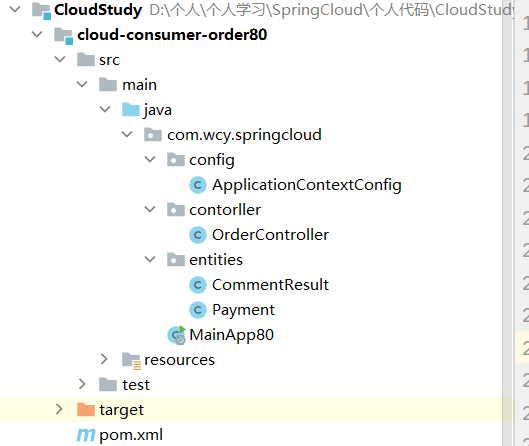 CloudStudy D:\个人\个人学习\SpringCloud\个人代码\CloudStudy
cloud-consumer-order80
src
main
java
com.wcy.springcloud
config
ApplicationContextConfig
contorller
OrderController
entities
CommentResult
Payment
MainApp80
resources
test
target
pom.xml